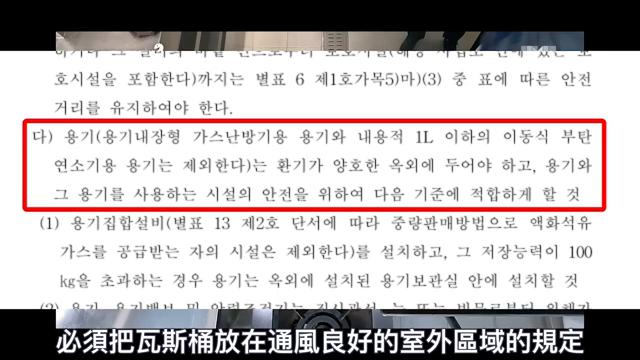 호시설을 포함한다)까지는 별표 6 제1호가목5)마)(3) 중 표에 따른 안전
거리를 유지하여야 한다.
다) 용기(용기내장형 가스난방기용 용기와 내용적 1L 이하의 이동식 부탄
연소기용 용기는 제외한다)는 환기가 양호한 옥외에 두어야 하고, 용기와
그 용기를 사용하는 시설의 안전을 위하여 다음 기준에 적합하게 할 것
(1) 용기집합설비(별표 13 제2호 단서에 따라 중량판매방법으로 액화석유
가스를 공급받는 자의 시설은 제외한다)를 설치하고, 그 저장능력이 100
kg을 초과하는 경우 용기는 옥외에 설치된 용기보관실 안에 설치할 것
必須把瓦斯桶放在通風良好的室外區域的規定